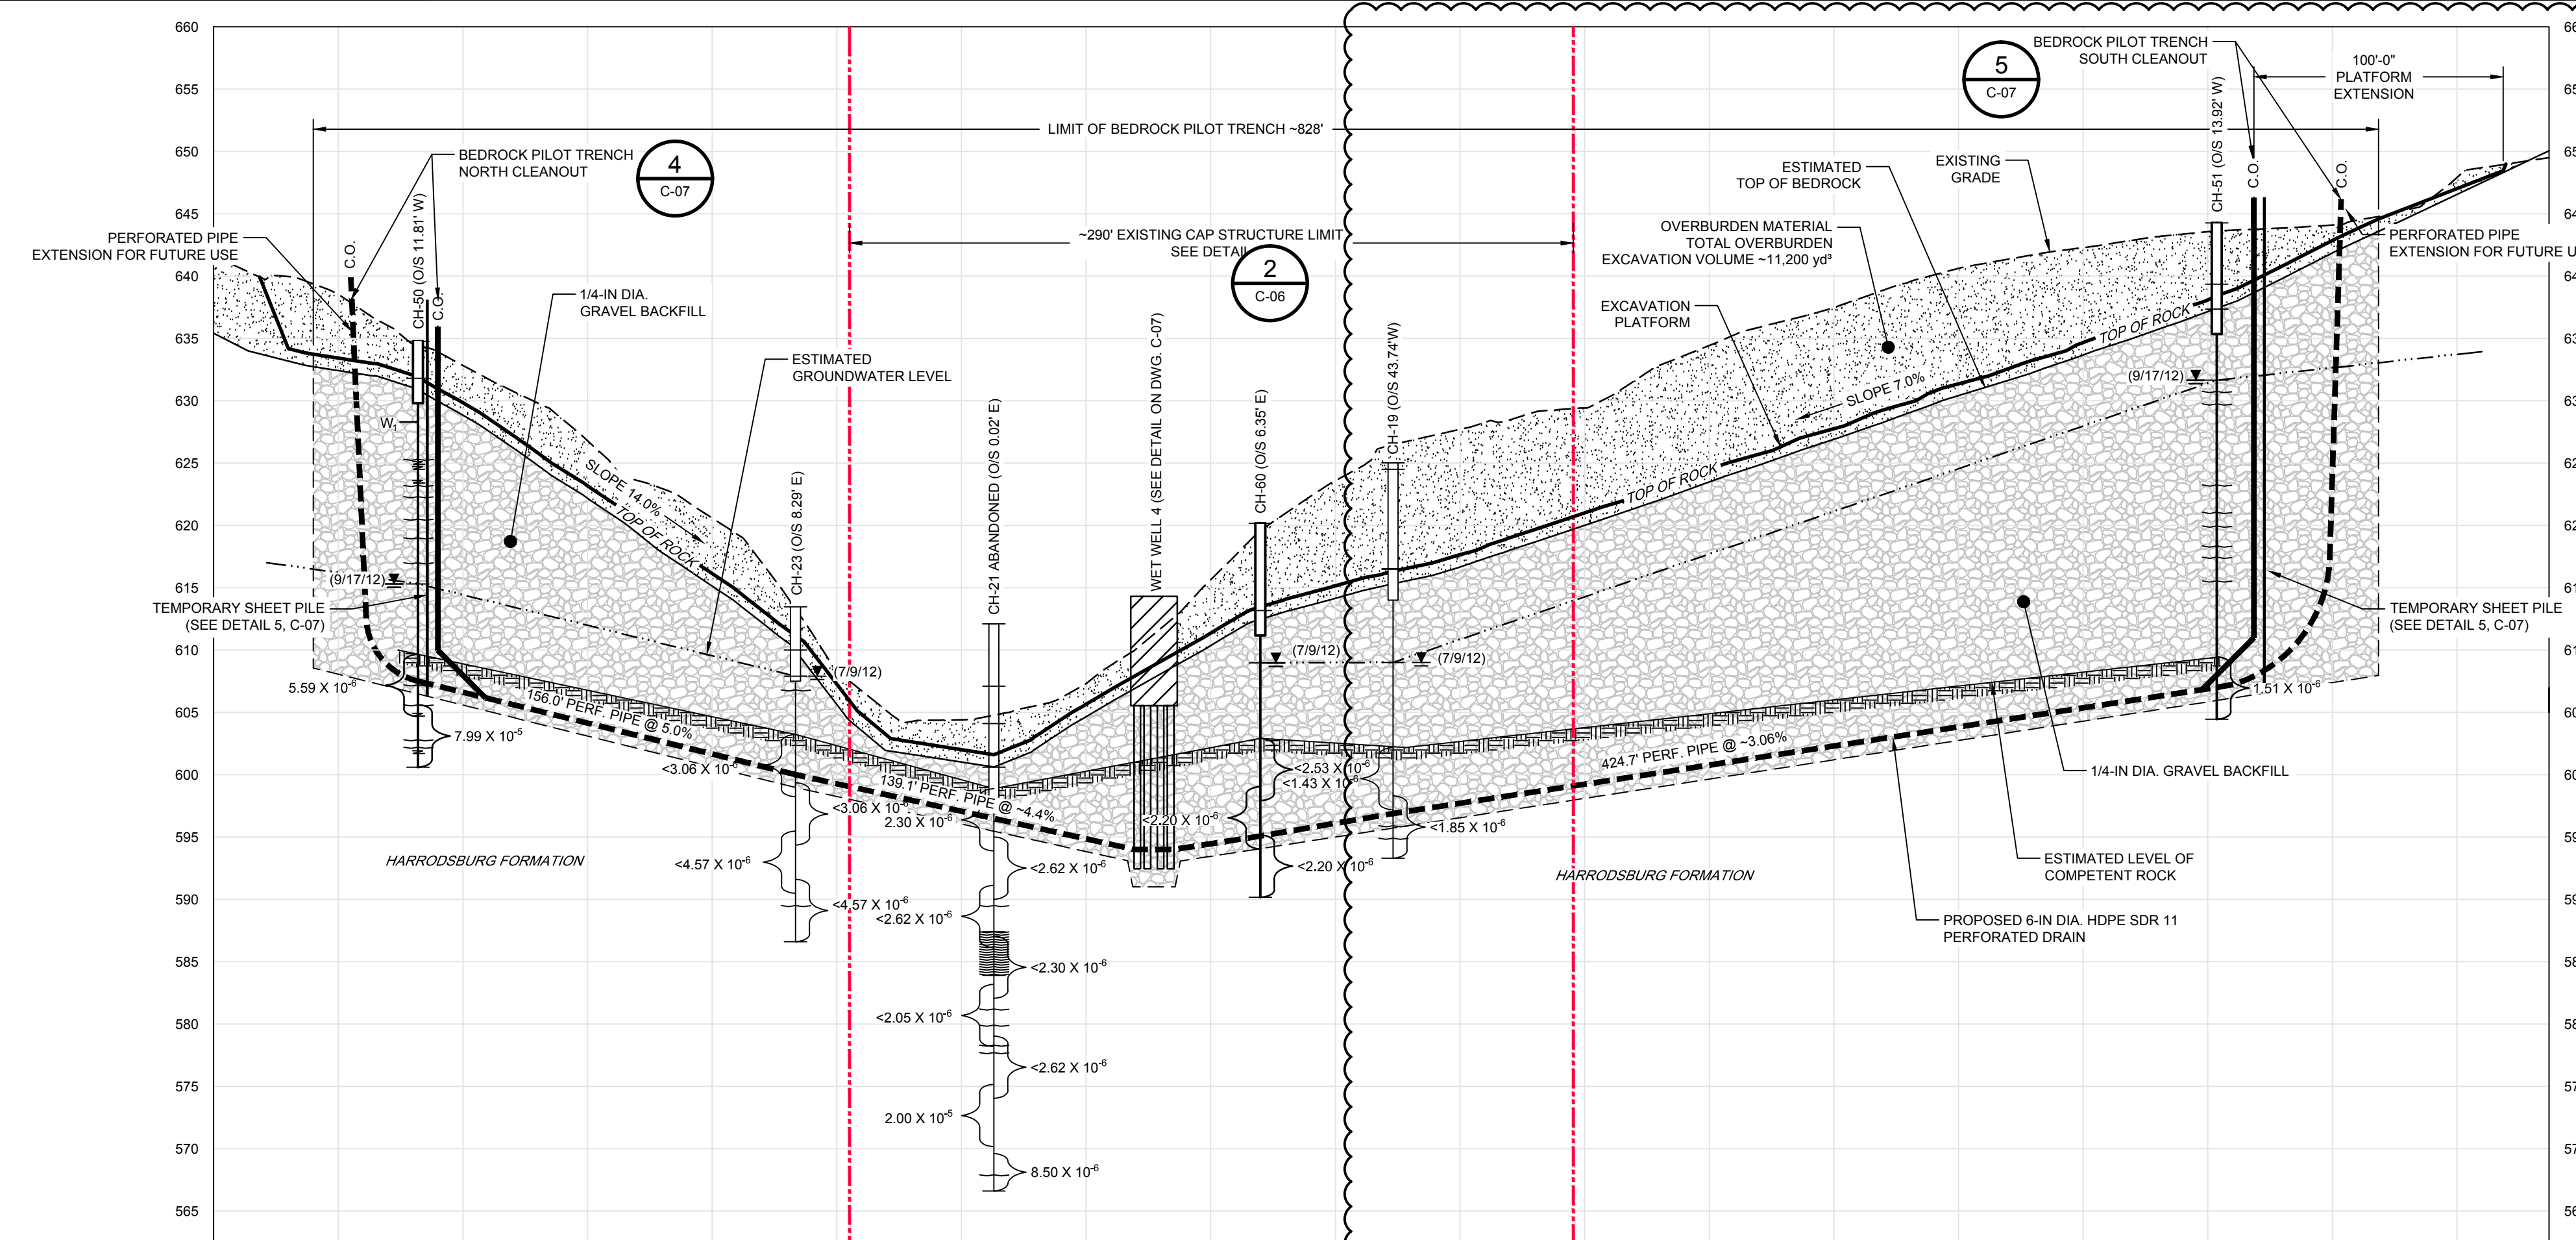 660
655
650
645
640
635
630
625
620
615
610
605
600
595
590
585
580
575
570
565
BEDROCK PILOT TRENCH
NORTH CLEANOUT
4
C-07
PERFORATED PIPE
EXTENSION FOR FUTURE USE
C.O.
CH-50 (O/S 11.81' W)
C.O.
1/4-IN DIA.
GRAVEL BACKFILL
ESTIMATED
GROUNDWATER LEVEL
W1
SLOPE 14.0%
TOP OF ROCK
(9/17/12)
TEMPORARY SHEET PILE
(SEE DETAIL 5, C-07)
5.59 X 10-6
7.99 X 10-5
156.0' PERF. PIPE @ 5.0%
HARRODSBURG FORMATION
CH-23 (O/S 8.29' E)
(7/9/12)
<3.06 X 10-6
<3.06 X 10-6
<4.57 X 10-6
<4.57 X 10-6
139.1' PERF. PIPE @ ~4.4%
CH-21 ABANDONED (O/S 0.02' E)
2.30 X 10-6
<2.62 X 10-6
<2.62 X 10-6
<2.30 X 10-6
<2.05 X 10-6
<2.62 X 10-6
2.00 X 10-5
8.50 X 10-6
LIMIT OF BEDROCK PILOT TRENCH ~828'
~290' EXISTING CAP STRUCTURE LIMIT
SEE DETAIL
2
C-06
WET WELL 4 (SEE DETAIL ON DWG. C-07)
CH-60 (O/S 6.35' E)
(7/9/12)
<2.53 X 10-6
<1.43 X 10-6
<2.20 X 10-6
<2.20 X 10-6
CH-19 (O/S 43.74'W)
(7/9/12)
<1.85 X 10-6
5
C-07
BEDROCK PILOT TRENCH
SOUTH CLEANOUT
100'-0"
PLATFORM
EXTENSION
ESTIMATED
TOP OF BEDROCK
EXISTING
GRADE
OVERBURDEN MATERIAL
TOTAL OVERBURDEN
EXCAVATION VOLUME ~11,200 yd³
EXCAVATION
PLATFORM
SLOPE 7.0%
TOP OF ROCK
TOP OF ROCK
CH-51 (O/S 13.92' W)
C.O.
C.O.
PERFORATED PIPE
EXTENSION FOR FUTURE U
(9/17/12)
TEMPORARY SHEET PILE
(SEE DETAIL 5, C-07)
1.51 X 10-6
424.7' PERF. PIPE @ ~3.06%
1/4-IN DIA. GRAVEL BACKFILL
ESTIMATED LEVEL OF
COMPETENT ROCK
HARRODSBURG FORMATION
PROPOSED 6-IN DIA. HDPE SDR 11
PERFORATED DRAIN